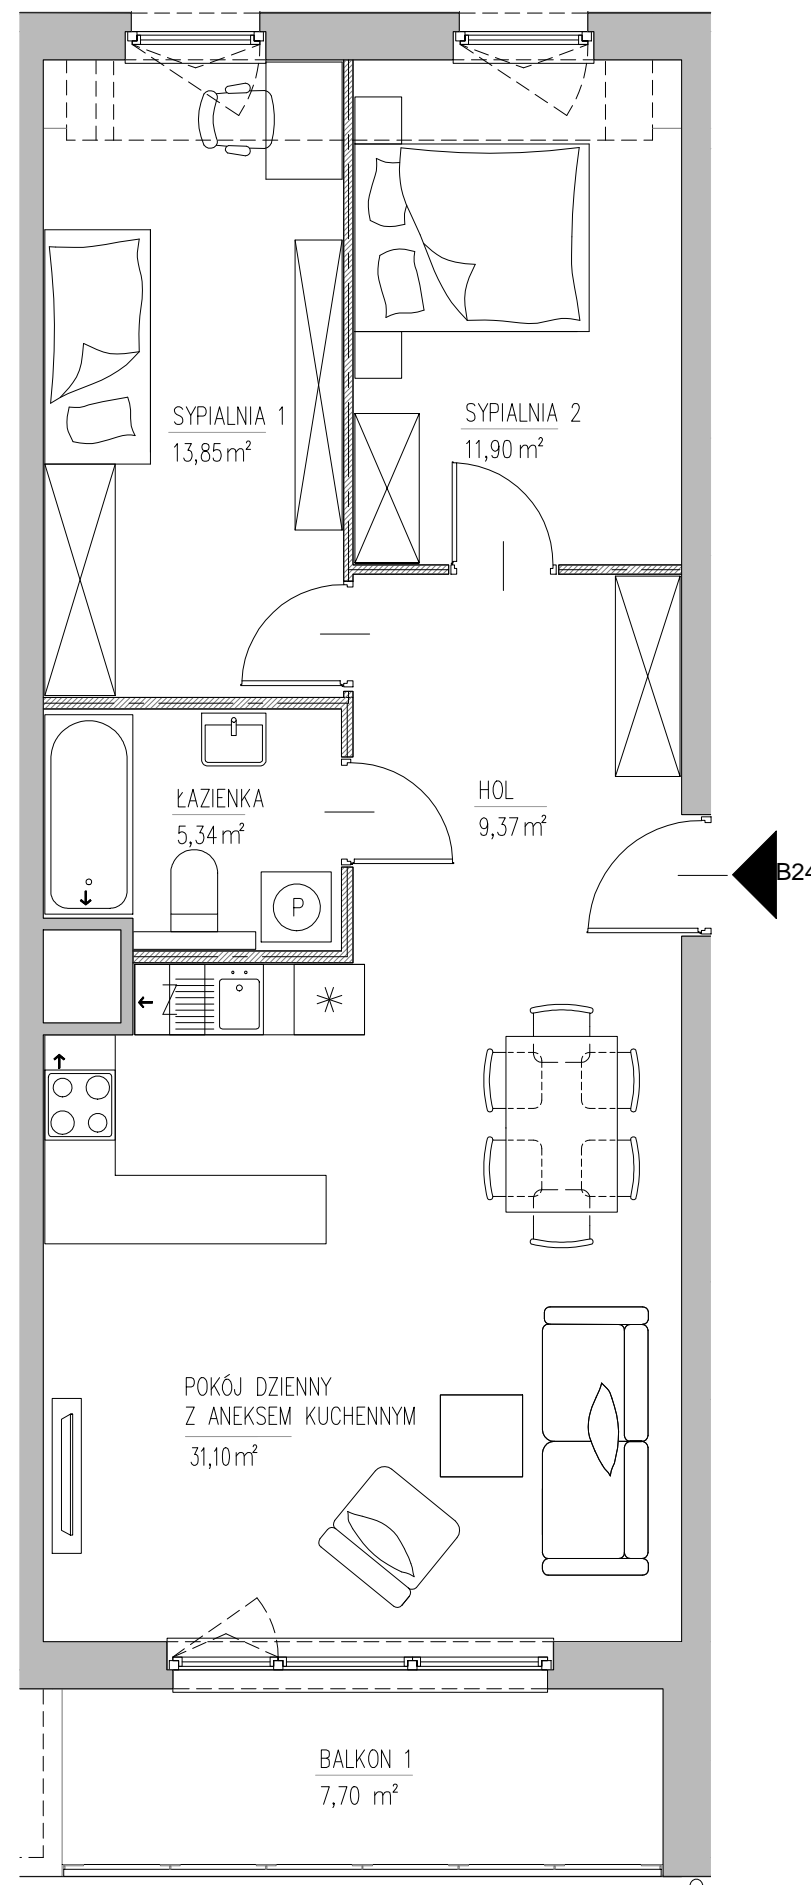 SYPIALNIA 1
13,85 m²
SYPIALNIA 2
11,90 m²
ŁAZIENKA
5,34 m²
HOL
9,37 m²
B24
P
POKÓJ DZIENNY
Z ANEKSEM KUCHENNYM
31,10 m²
BALKON 1
7,70 m²